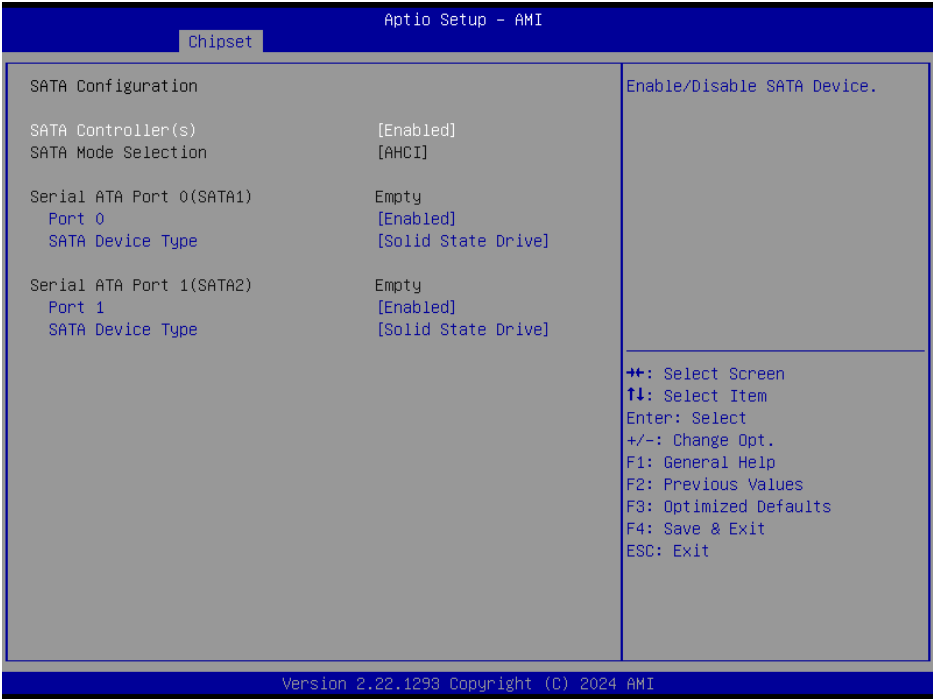 Aptio Setup – AMI
Chipset
SATA Configuration
SATA Controller(s) [Enabled]
SATA Mode Selection [AHCI]
Serial ATA Port 0(SATA1) Empty
Port 0 [Enabled]
SATA Device Type [Solid State Drive]
Serial ATA Port 1(SATA2) Empty
Port 1 [Enabled]
SATA Device Type [Solid State Drive]
Enable/Disable SATA Device.
→←: Select Screen
↑↓: Select Item
Enter: Select
+/-: Change Opt.
F1: General Help
F2: Previous Values
F3: Optimized Defaults
F4: Save & Exit
ESC: Exit
Version 2.22.1293 Copyright (C) 2024 AMI